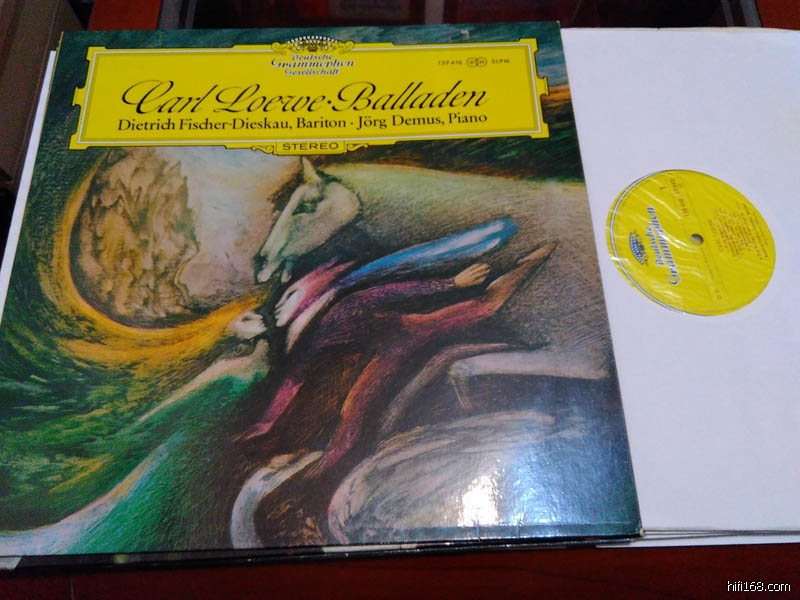 Deutsche
Grammophon
Gesellschaft
139 416 SLPM
Carl Loewe · Balladen
Dietrich Fischer-Dieskau, Bariton · Jörg Demus, Piano
STEREO
Deutsche
Grammophon
hifi168.com